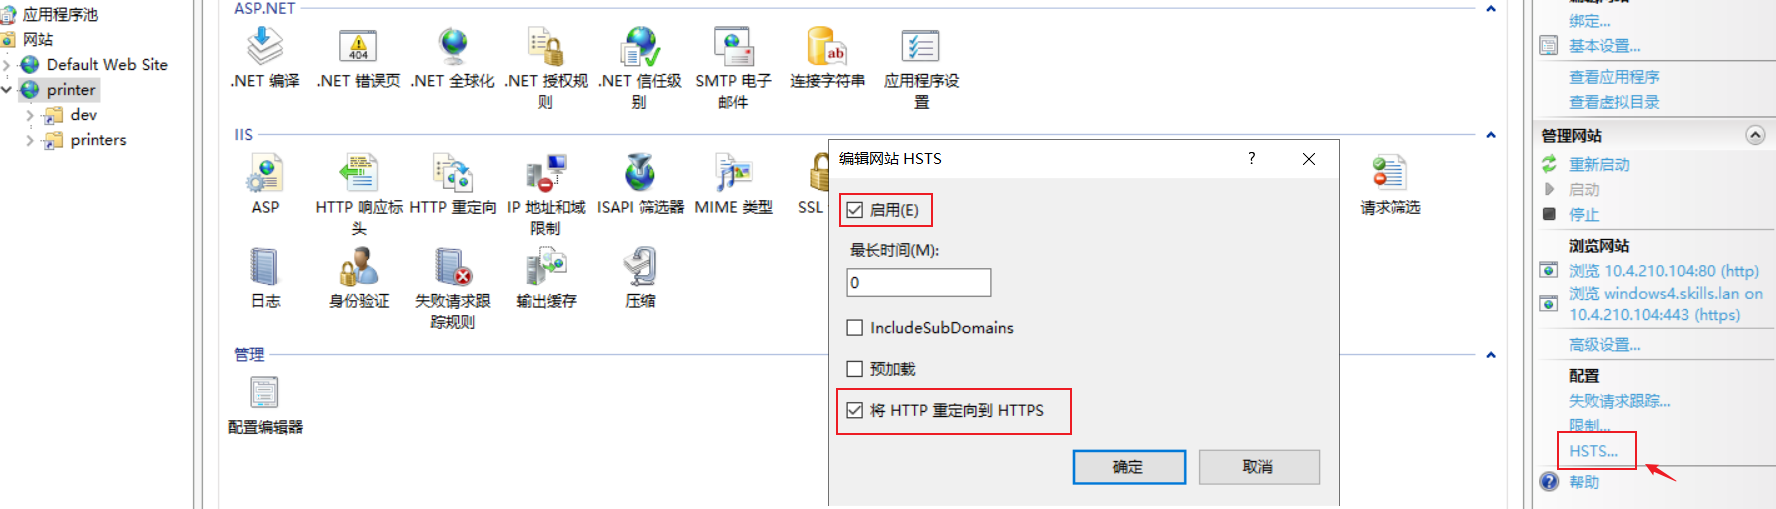 应用程序池
网站
Default Web Site
printer
dev
printers
ASP.NET
.NET 编译
.NET 错误页
.NET 全球化
.NET 授权规
则
.NET 信任级
别
SMTP 电子
邮件
连接字符串
应用程序设
置
IIS
ASP
HTTP 响应标
头
HTTP 重定向
IP 地址和域
限制
ISAPI 筛选器
MIME 类型
SSL
请求筛选
日志
身份验证
失败请求跟
踪规则
输出缓存
压缩
管理
配置编辑器
编辑网站 HSTS
?
启用(E)
最长时间(M):
0
IncludeSubDomains
预加载
将 HTTP 重定向到 HTTPS
确定
取消
绑定...
基本设置...
查看应用程序
查看虚拟目录
管理网站
重新启动
启动
停止
浏览网站
浏览 10.4.210.104:80 (http)
浏览 windows4.skills.lan on
10.4.210.104:443 (https)
高级设置...
配置
失败请求跟踪...
限制...
HSTS...
帮助